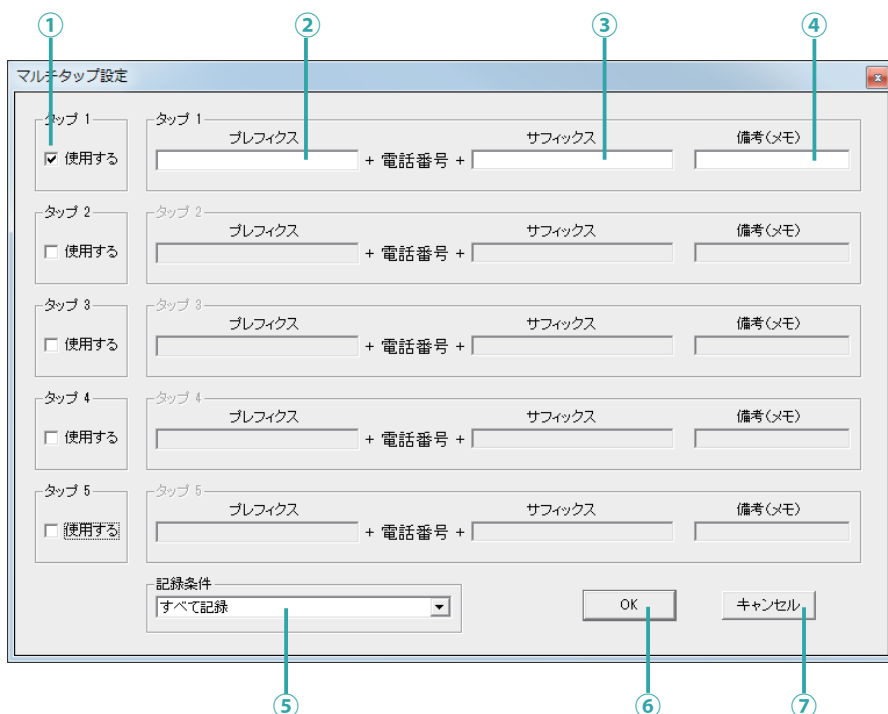 ① ② ③ ④
マルチタップ設定
タップ 1 タップ 1
プレフィクス サフィックス 備考(メモ)
使用する + 電話番号 +
タップ 2 タップ 2
プレフィクス サフィックス 備考(メモ)
使用する + 電話番号 +
タップ 3 タップ 3
プレフィクス サフィックス 備考(メモ)
使用する + 電話番号 +
タップ 4 タップ 4
プレフィクス サフィックス 備考(メモ)
使用する + 電話番号 +
タップ 5 タップ 5
プレフィクス サフィックス 備考(メモ)
使用する + 電話番号 +
記録条件
すべて記録 OK キャンセル
⑤ ⑥ ⑦